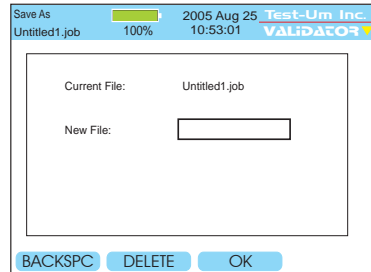 Save As 2005 Aug 25 Test-Um Inc.
Untitled1.job 100% 10:53:01 VALIDATOR
Current File: Untitled1.job
New File:
BACKSPC DELETE OK